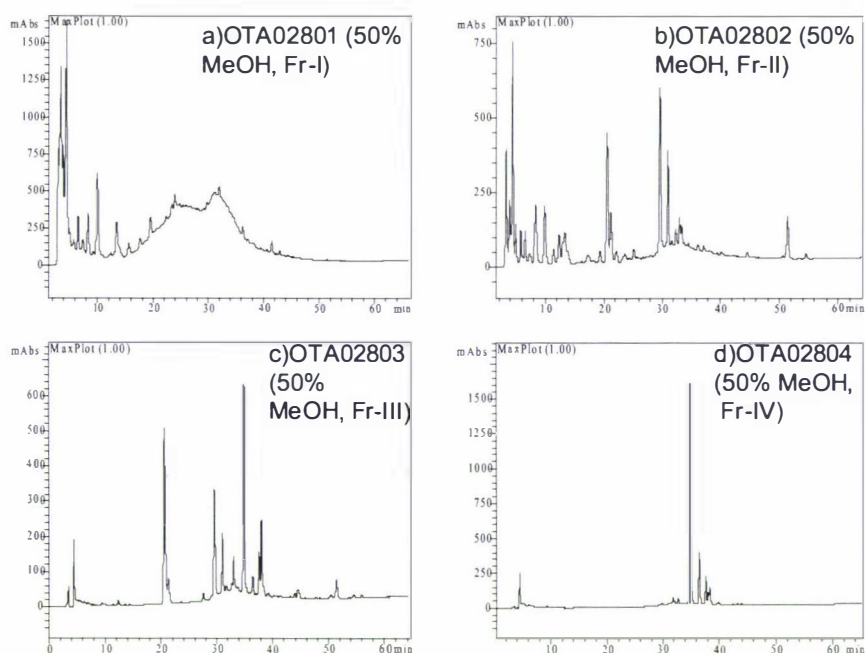 mAbs MaxPlot (1.00)
a)OTA02801 (50%
MeOH, Fr-I)
1500
1250
1000
750
500
250
0
10 20 30 40 50 60 min
mAbs MaxPlot (1.00)
b)OTA02802 (50%
MeOH, Fr-II)
750
500
250
0
10 20 30 40 50 60 min
mAbs MaxPlot (1.00)
c)OTA02803
(50%
MeOH, Fr-III)
600
500
400
300
200
100
0
0 10 20 30 40 50 60 min
mAbs MaxPlot (1.00)
d)OTA02804
(50% MeOH,
Fr-IV)
1500
1250
1000
750
500
250
0
10 20 30 40 50 60 min